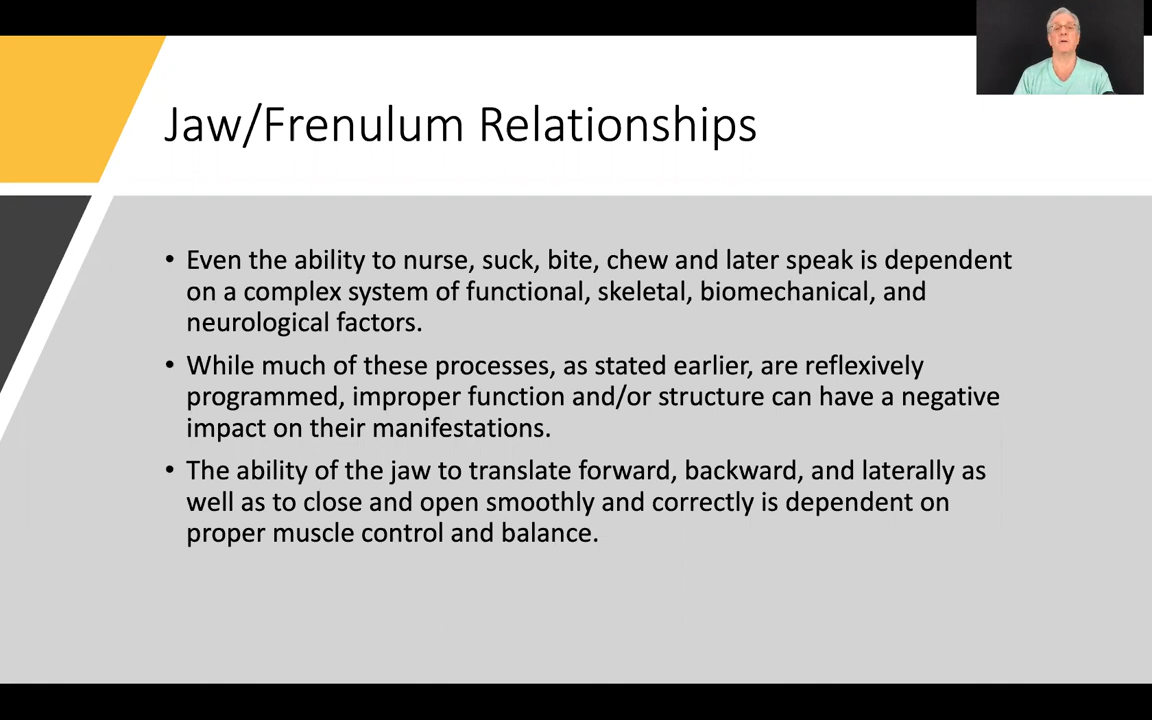 Jaw/Frenulum Relationships
• Even the ability to nurse, suck, bite, chew and later speak is dependent
on a complex system of functional, skeletal, biomechanical, and
neurological factors.
• While much of these processes, as stated earlier, are reflexively
programmed, improper function and/or structure can have a negative
impact on their manifestations.
• The ability of the jaw to translate forward, backward, and laterally as
well as to close and open smoothly and correctly is dependent on
proper muscle control and balance.